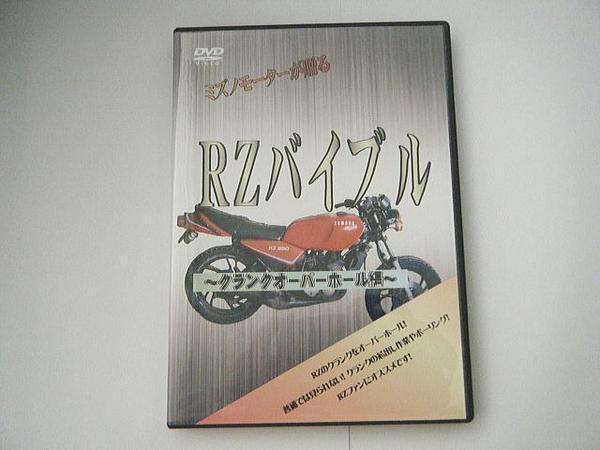 DVD
VIDEO
ミズノモーターが贈る
RZバイブル
YAMAHA
RZ 250
～クランクオーバーホール編～
RZのクランクをオーバーホール!
普通では見られない!クランクの芯出し作業やボーリング!
RZファンにオススメです!